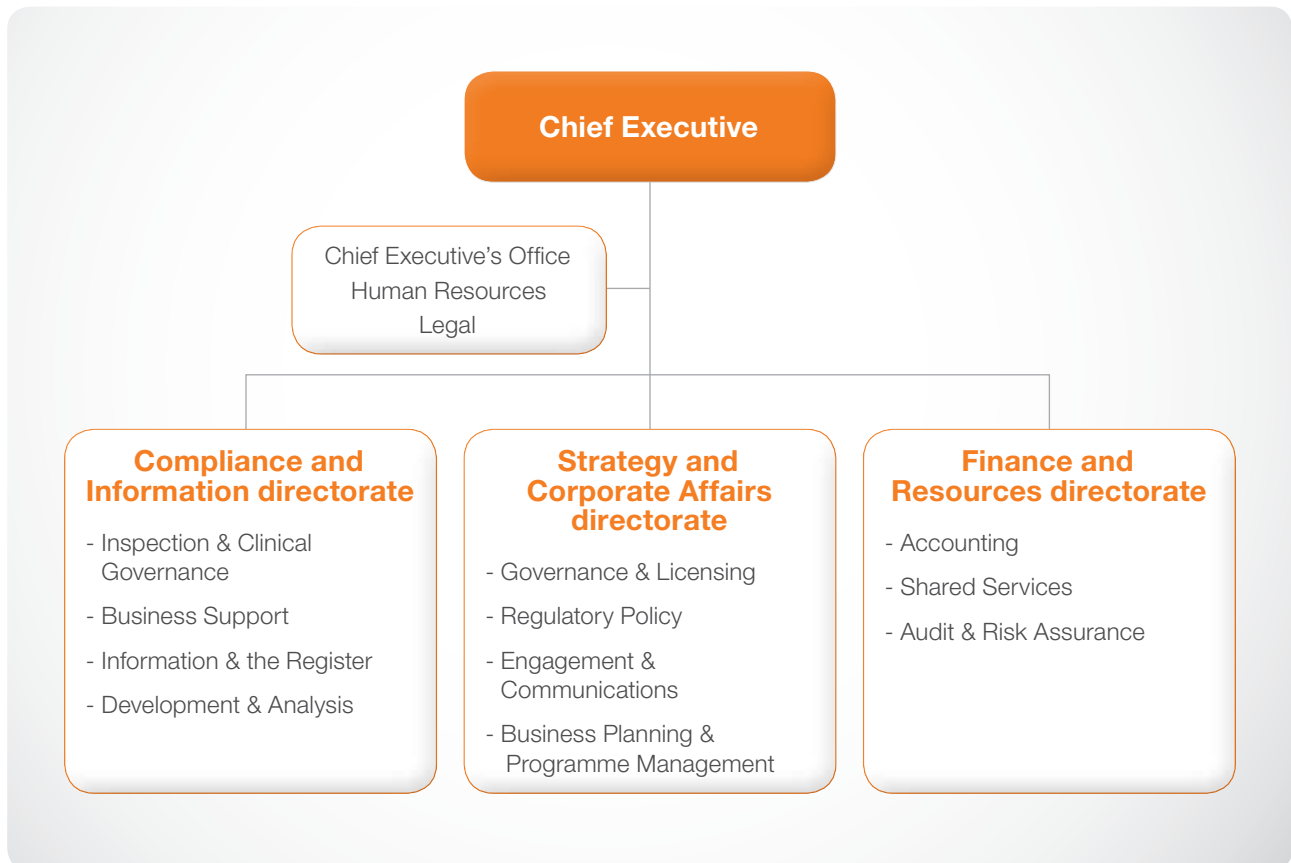 Chief Executive
Chief Executive’s Office
Human Resources
Legal
Compliance and
Information directorate
- Inspection & Clinical
Governance
- Business Support
- Information & the Register
- Development & Analysis
Strategy and
Corporate Affairs
directorate
- Governance & Licensing
- Regulatory Policy
- Engagement &
Communications
- Business Planning &
Programme Management
Finance and
Resources directorate
- Accounting
- Shared Services
- Audit & Risk Assurance